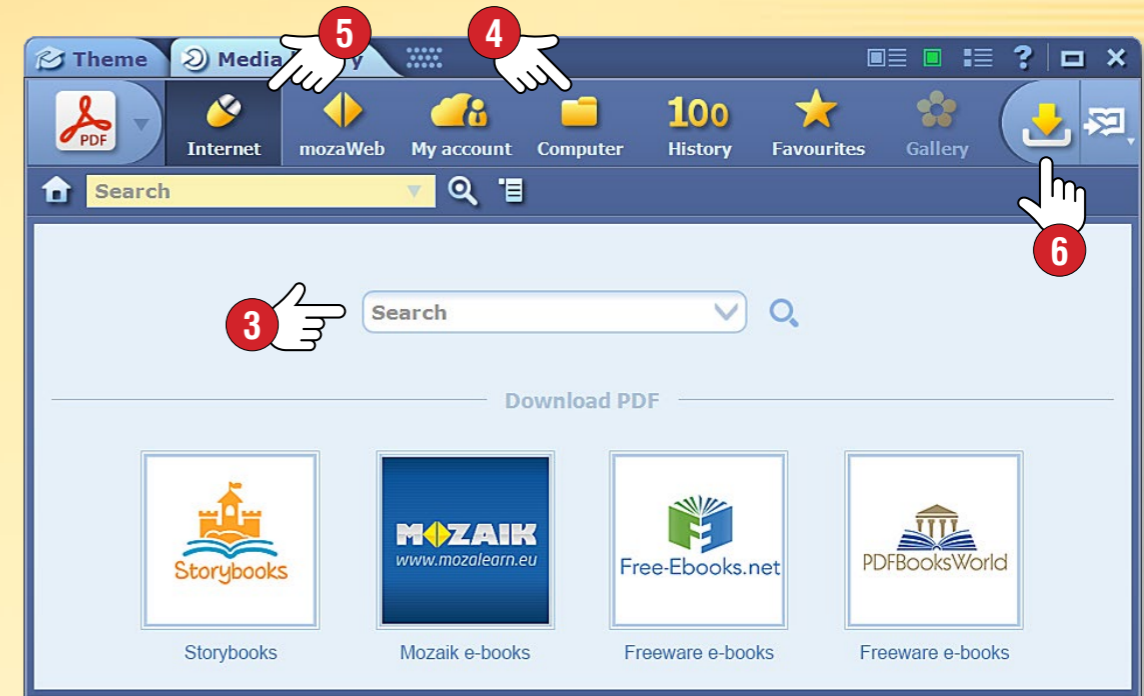 5
4
Theme
Media
y
?
PDF
Internet
mozaWeb
My account
Computer
100
History
Favourites
Gallery
Search
6
3
Search
Download PDF
Storybooks
MOZAIK
www.mozalearn.eu
Free-Ebooks.net
PDFBooksWorld
Storybooks
Mozaik e-books
Freeware e-books
Freeware e-books